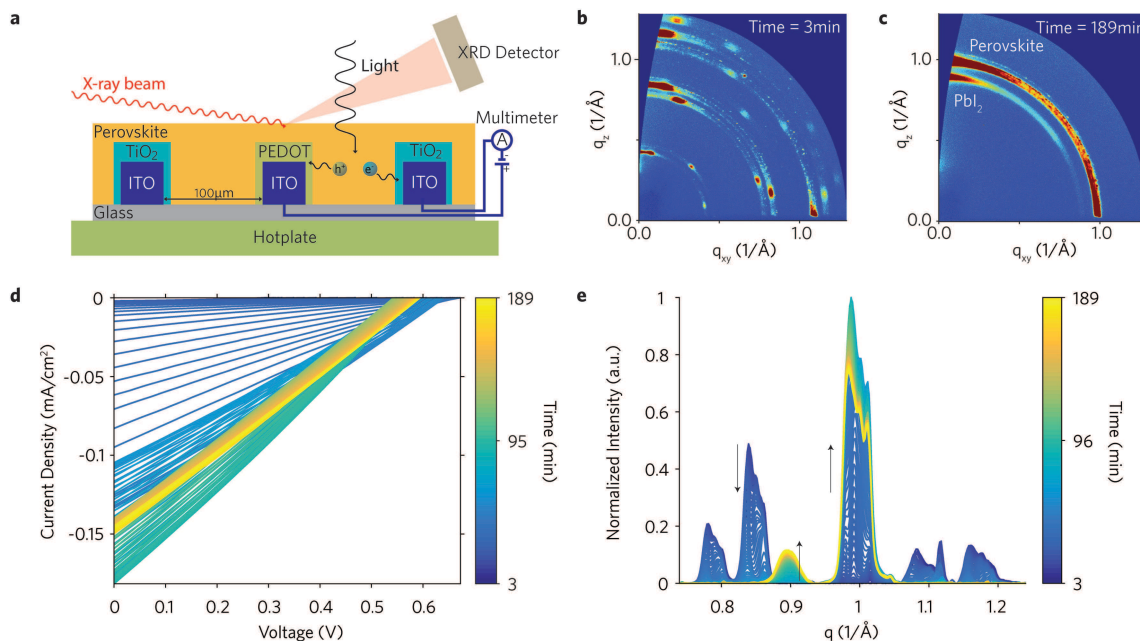 a
X-ray beam
Light
XRD Detector
Multimeter
A
-
+
Perovskite
TiO2
PEDOT
TiO2
h+
e-
ITO
ITO
ITO
100μm
Glass
Hotplate
b
Time = 3min
1.0
0.0
qz (1/Å)
0.0
1.0
qxy (1/Å)
c
Time = 189min
Perovskite
PbI2
1.0
0.0
qz (1/Å)
0.0
1.0
qxy (1/Å)
d
0
-0.05
-0.1
-0.15
Current Density (mA/cm2)
0
0.1
0.2
0.3
0.4
0.5
0.6
Voltage (V)
189
95
3
Time (min)
e
1
0.8
0.6
0.4
0.2
0
Normalized Intensity (a.u.)
0.8
0.9
1
1.1
1.2
q (1/Å)
189
96
3
Time (min)